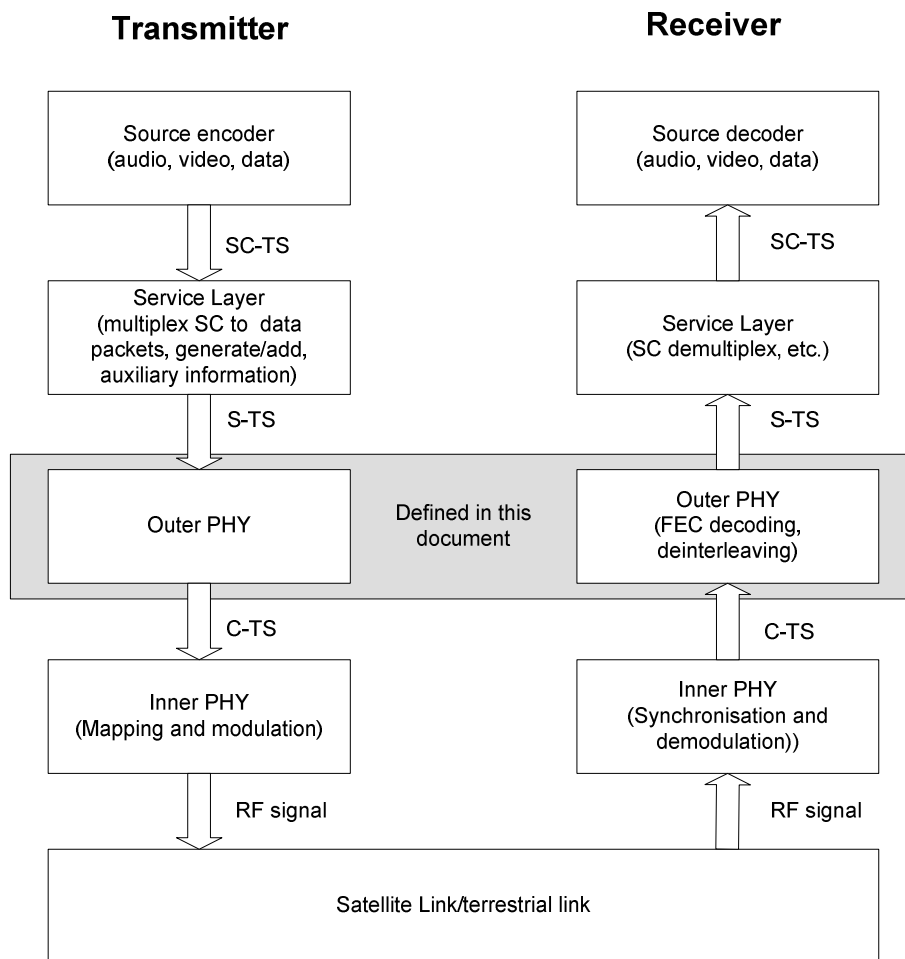 Transmitter
Receiver
Source encoder
(audio, video, data)
Source decoder
(audio, video, data)
SC-TS
SC-TS
Service Layer
(multiplex SC to  data
packets, generate/add,
auxiliary information)
Service Layer
(SC demultiplex, etc.)
S-TS
S-TS
Outer PHY
Defined in this
document
Outer PHY
(FEC decoding,
deinterleaving)
C-TS
C-TS
Inner PHY
(Mapping and modulation)
Inner PHY
(Synchronisation and
demodulation))
RF signal
RF signal
Satellite Link/terrestrial link